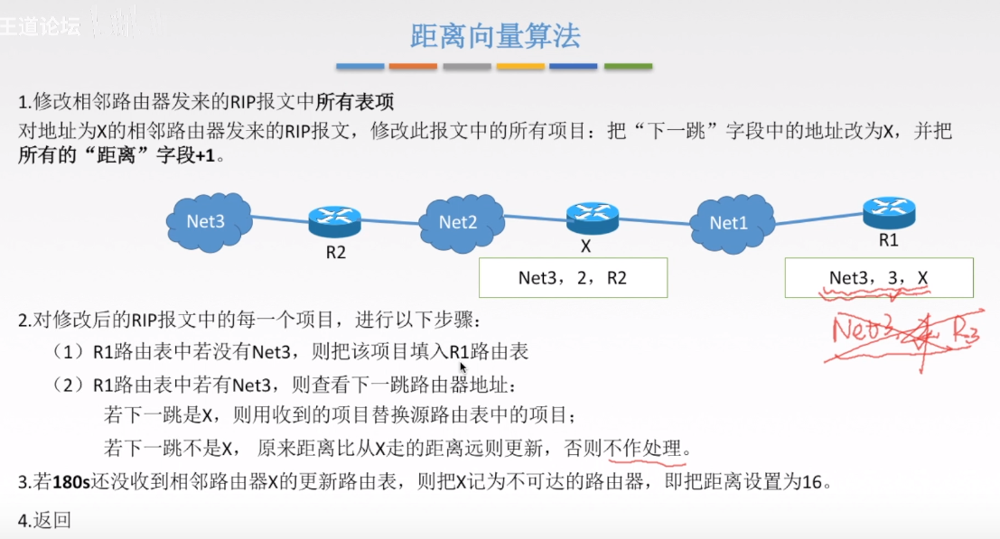 王道论坛
距离向量算法
1.修改相邻路由器发来的RIP报文中所有表项
对地址为X的相邻路由器发来的RIP报文，修改此报文中的所有项目：把“下一跳”字段中的地址改为X，并把
所有的“距离”字段+1。
Net3
R2
Net2
X
Net1
R1
Net3，2，R2
Net3，3，X
Net3, 4, R3
2.对修改后的RIP报文中的每一个项目，进行以下步骤：
（1）R1路由表中若没有Net3，则把该项目填入R1路由表
（2）R1路由表中若有Net3，则查看下一跳路由器地址：
若下一跳是X，则用收到的项目替换源路由表中的项目；
若下一跳不是X， 原来距离比从X走的距离远则更新，否则不作处理。
3.若180s还没收到相邻路由器X的更新路由表，则把X记为不可达的路由器，即把距离设置为16。
4.返回